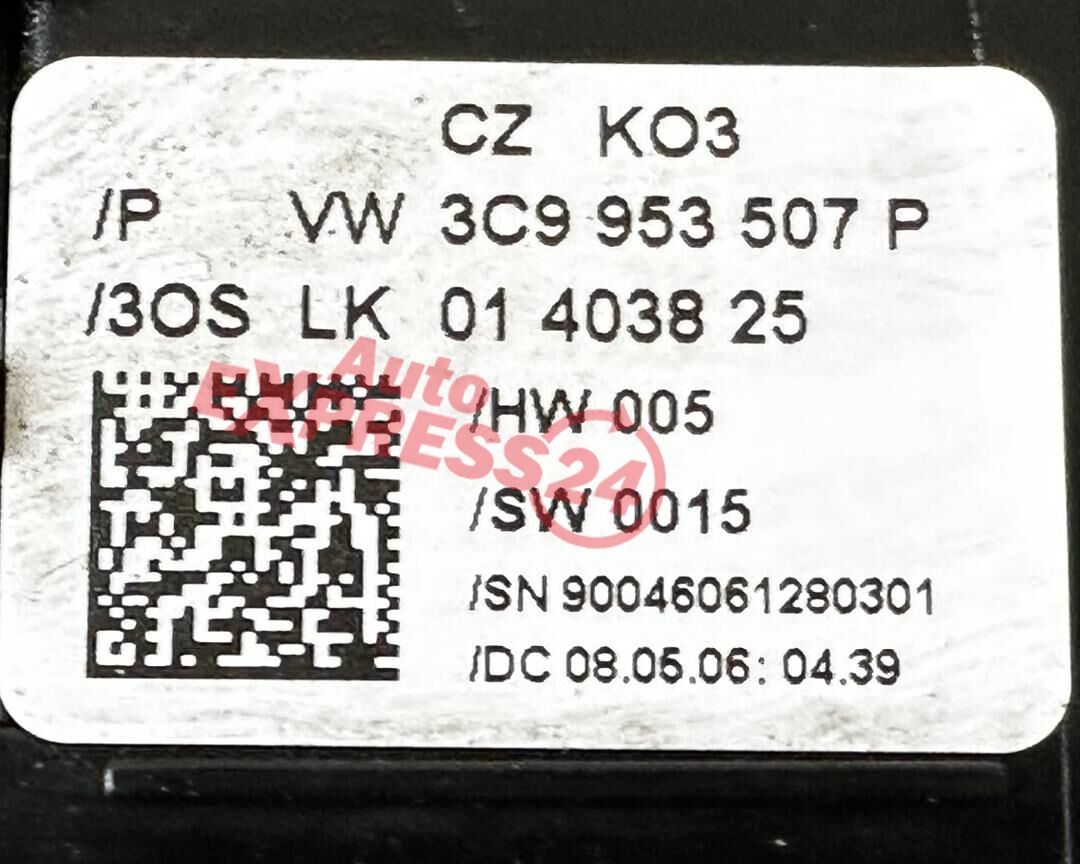 CZ KO3
/P VW 3C9 953 507 P
/3OS LK 01 4038 25
Auto
EXPRESS24
/HW 005
/SW 0015
/SN 90046061280301
/DC 08.05.06: 04.39